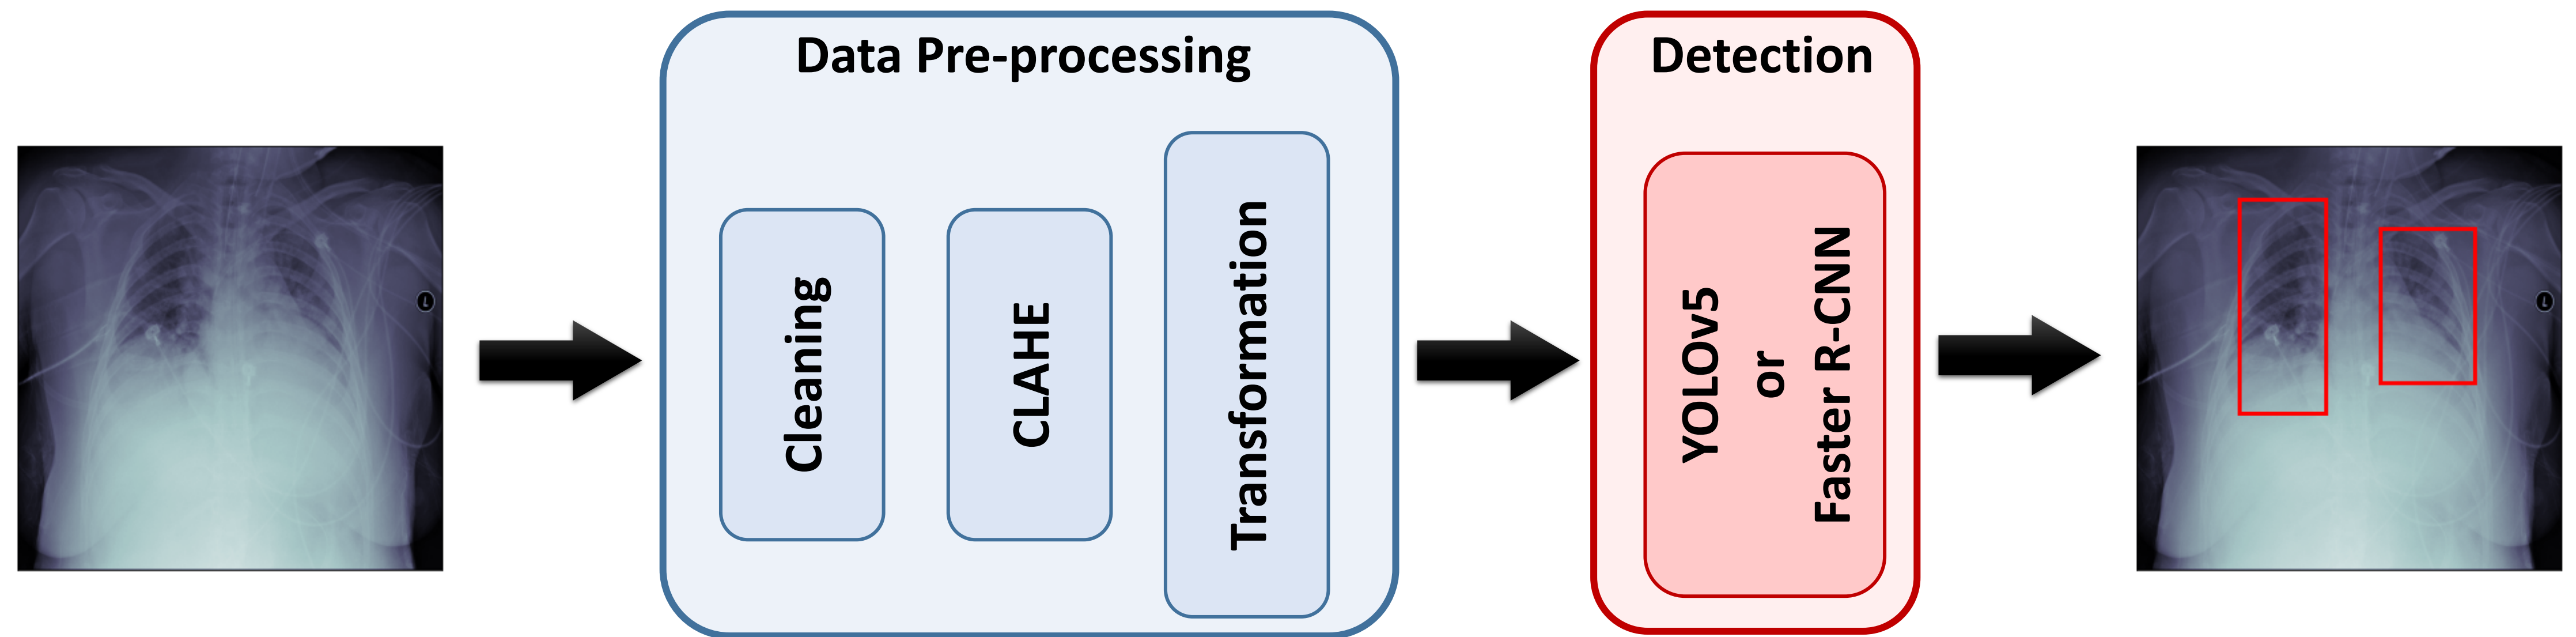 Data Pre-processing
Cleaning
CLAHE
Transformation
Detection
YOLOv5
or
Faster R-CNN
L
L